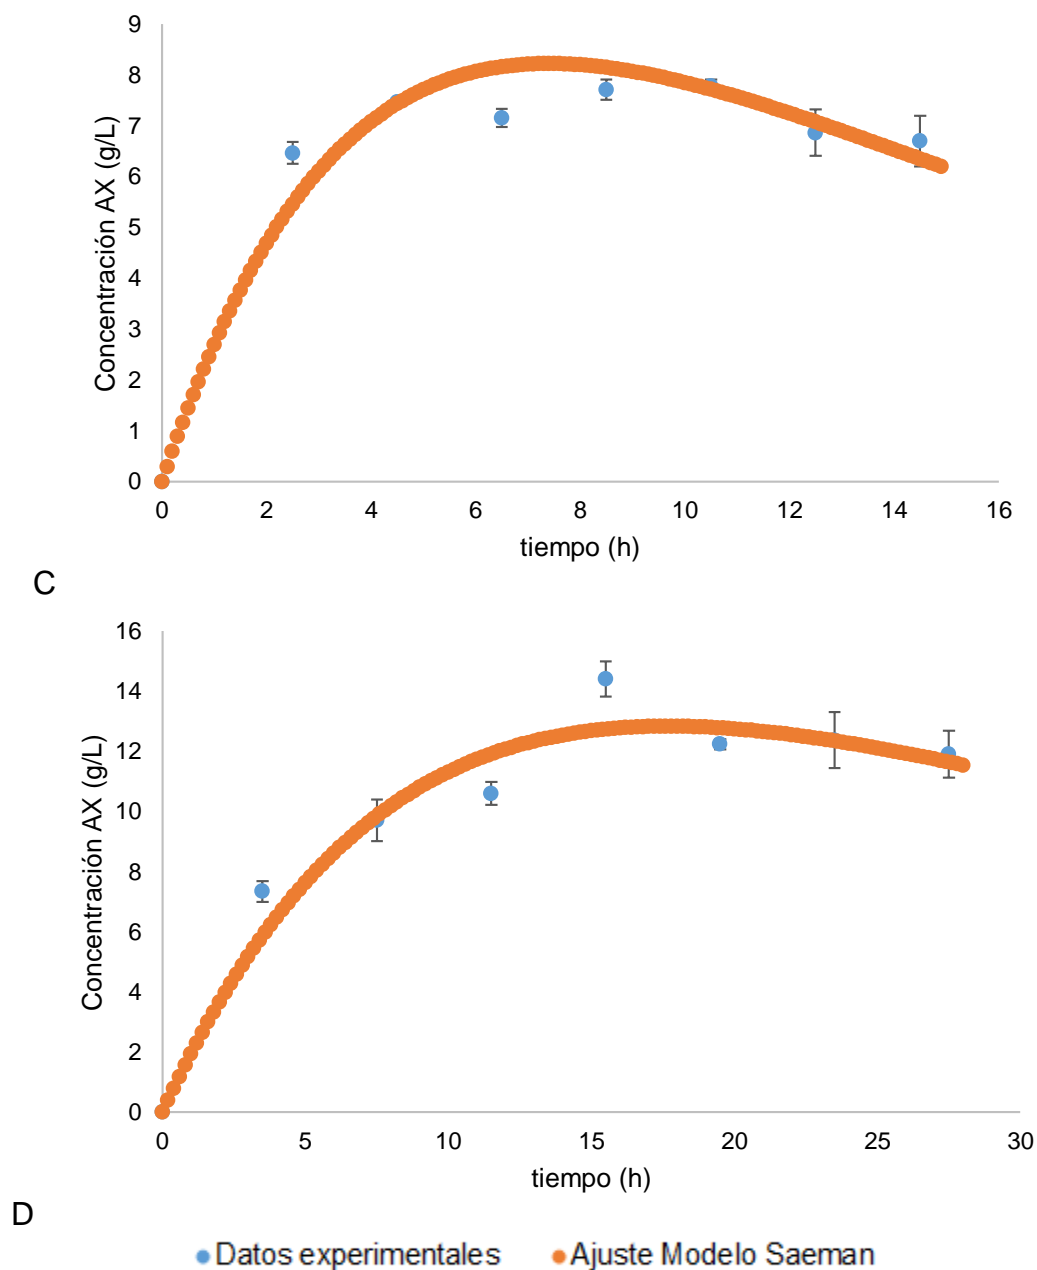 9
8
7
6
5
4
3
2
1
0
Concentración AX (g/L)
0 2 4 6 8 10 12 14 16
tiempo (h)
C
16
14
12
10
8
6
4
2
0
Concentración AX (g/L)
0 5 10 15 20 25 30
tiempo (h)
D
Datos experimentales Ajuste Modelo Saeman